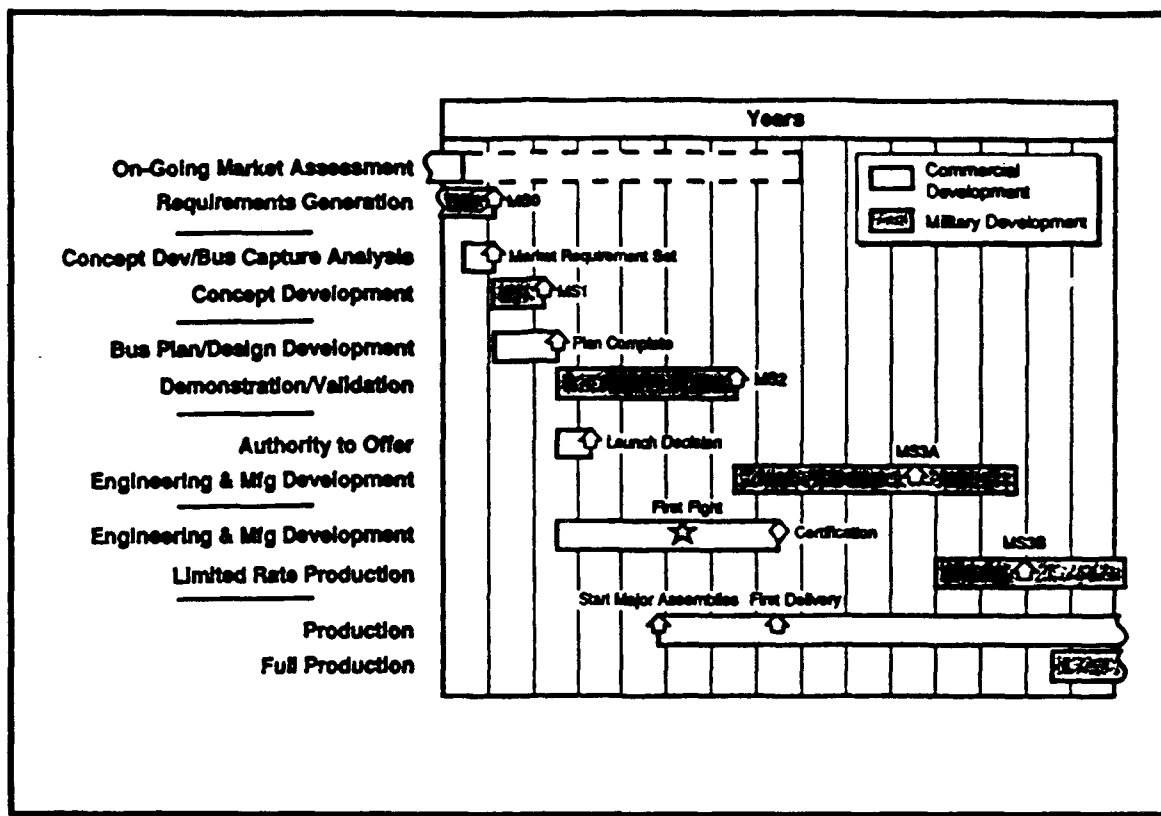 Years
On-Going Market Assessment
Commercial
Development
Military Development
Requirements Generation
MS0
Concept Dev/Bus Capture Analysis
Market Requirement Set
Concept Development
MS1
Bus Plan/Design Development
Plan Complete
Demonstration/Validation
MS2
Authority to Offer
Launch Decision
MS3A
Engineering & Mfg Development
First Flight
Engineering & Mfg Development
Certification
MS3B
Limited Rate Production
Start Major Assemblies
First Delivery
Production
Full Production